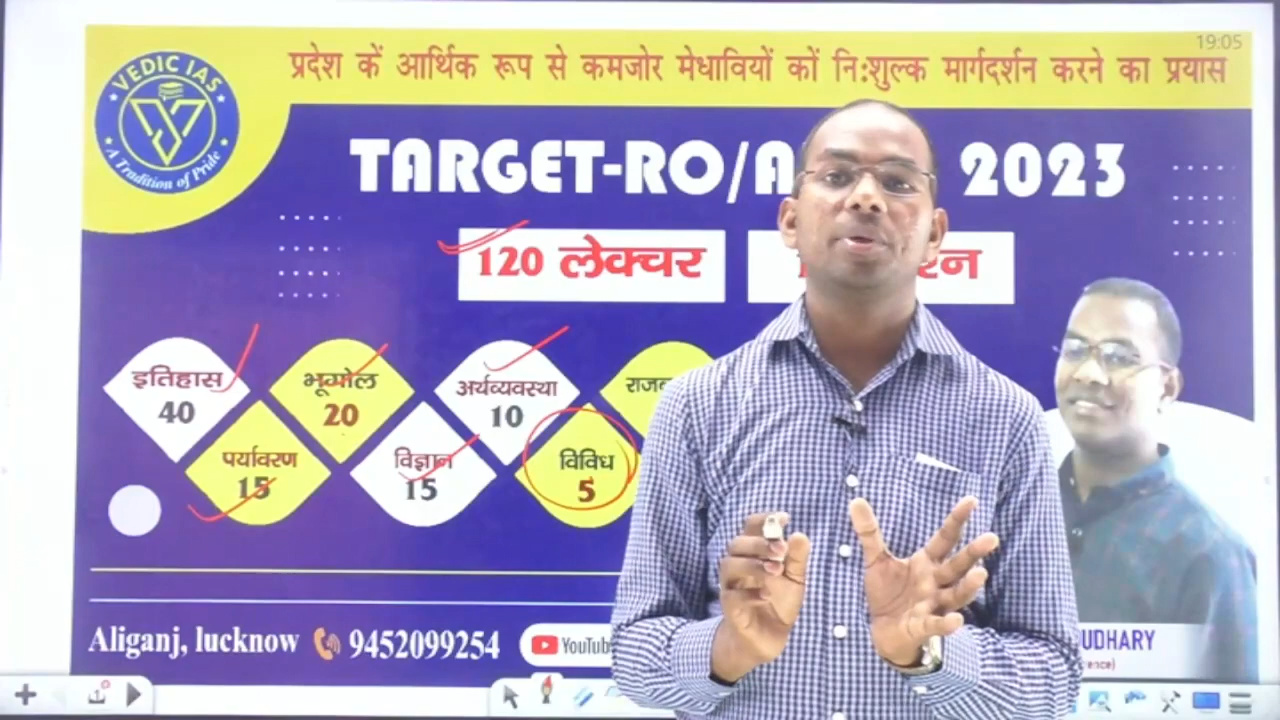 19:05
प्रदेश कें आर्थिक रूप से कमजोर मेधावियों कों नि:शुल्क मार्गदर्शन करने का प्रयास
VEDIC IAS
A Tradition of Pride
TARGET-RO/A 2023
120 लेक्चर
इतिहास
40
भूगोल
20
अर्थव्यवस्था
10
पर्यावरण
15
विज्ञान
15
विविध
5
Aliganj, lucknow 9452099254 YouTub
UDHARY